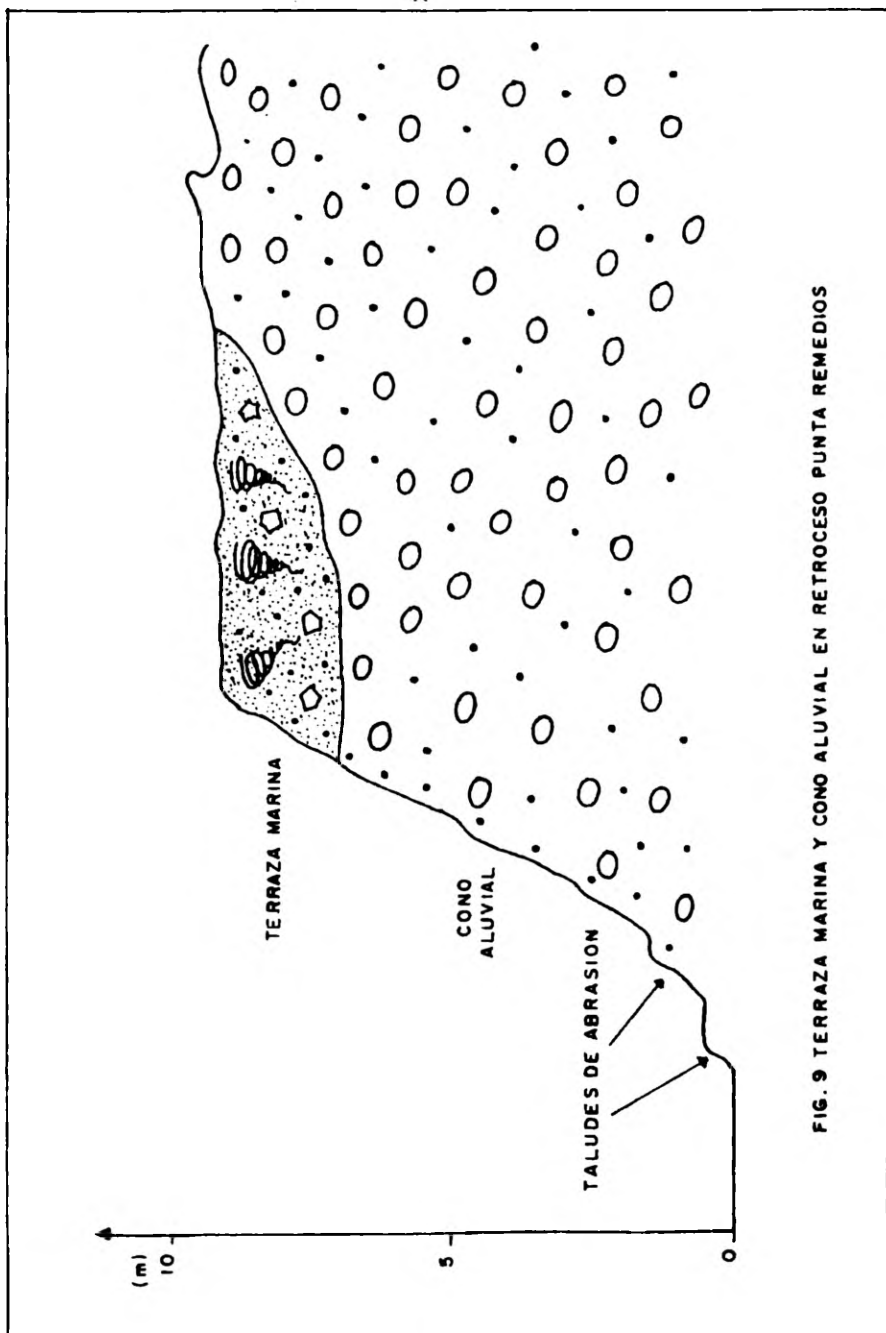 (m)
10
5
0
TERRAZA MARINA
CONO
ALUVIAL
TALUDES DE ABRASION
FIG. 9 TERRAZA MARINA Y CONO ALUVIAL EN RETROCESO PUNTA REMEDIOS